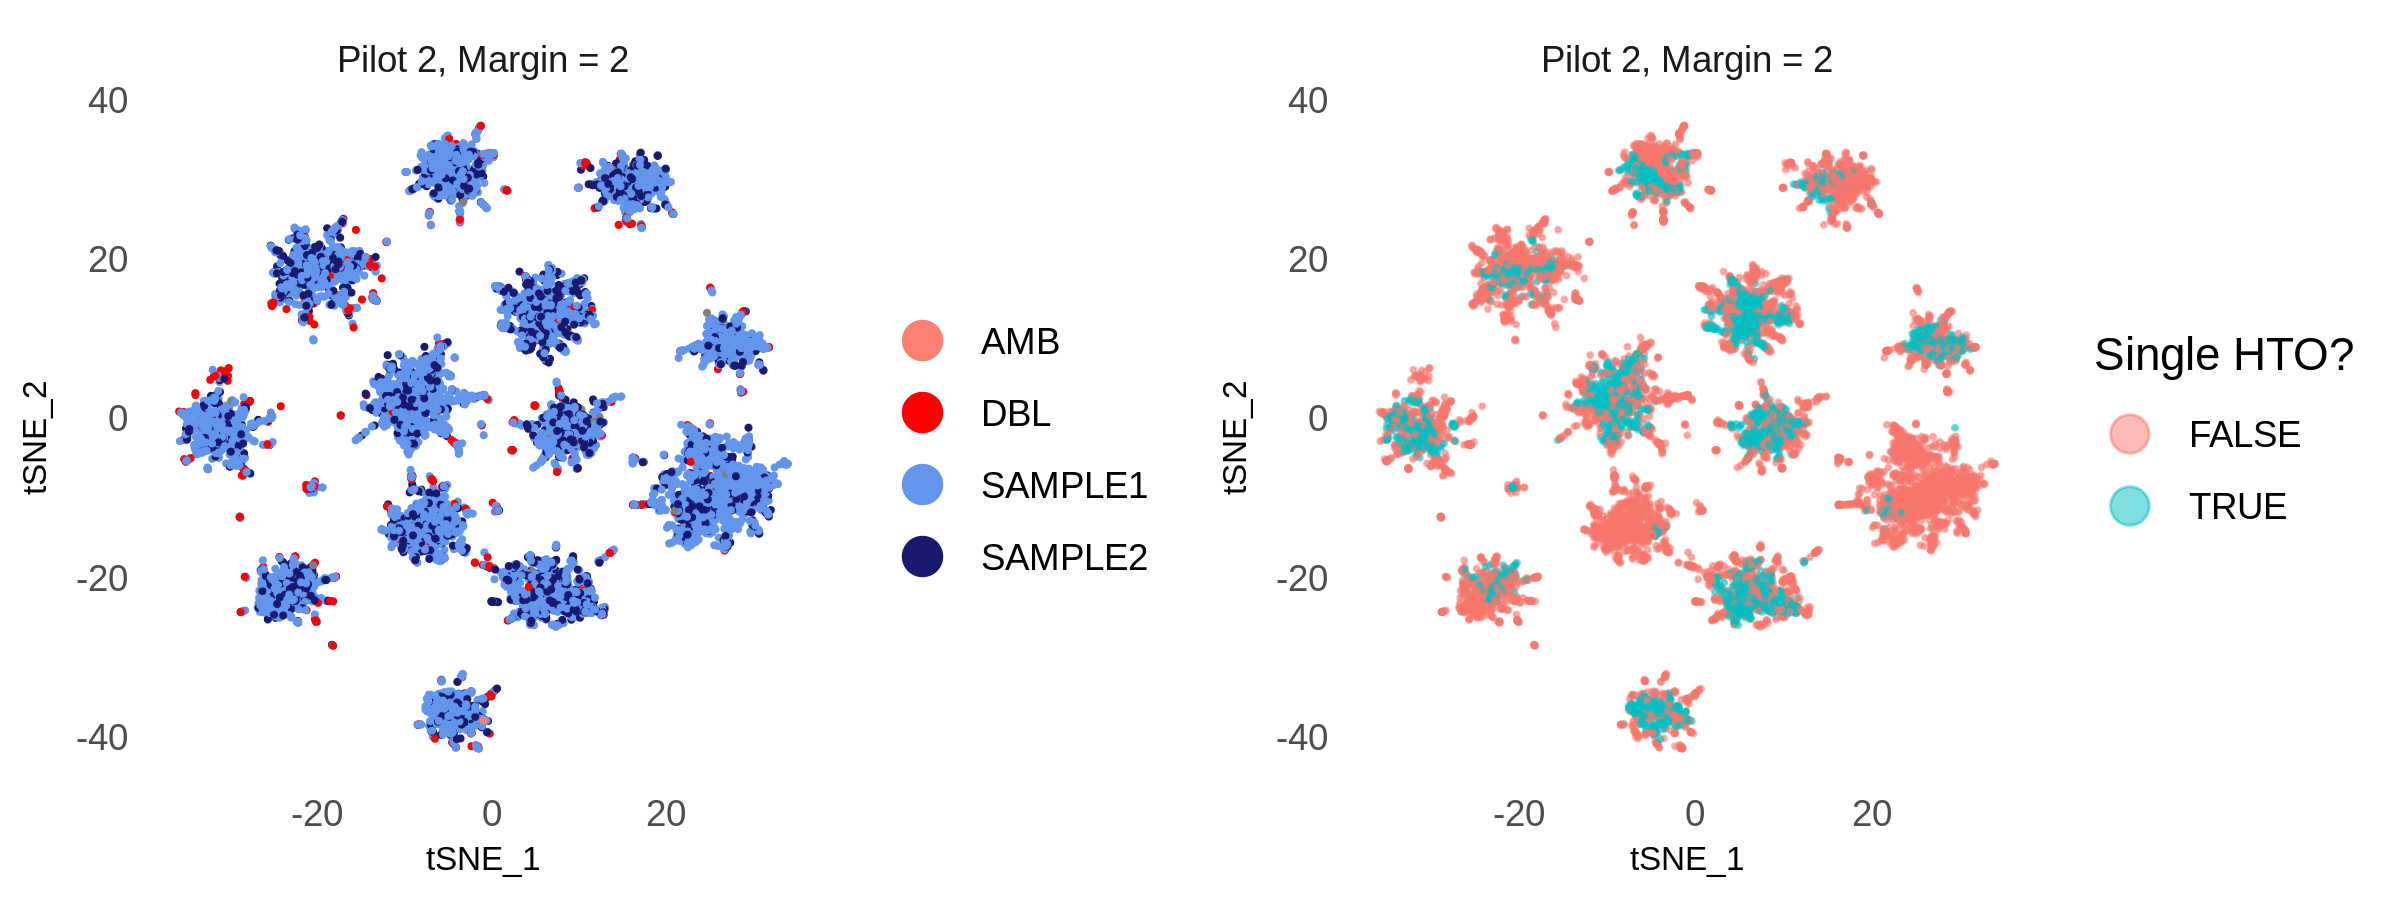 Pilot 2, Margin = 2
40
20
0
-20
-40
-20 0 20
tSNE_1
tSNE_2
AMB
DBL
SAMPLE1
SAMPLE2
Pilot 2, Margin = 2
40
20
0
-20
-40
-20 0 20
tSNE_1
tSNE_2
Single HTO?
FALSE
TRUE